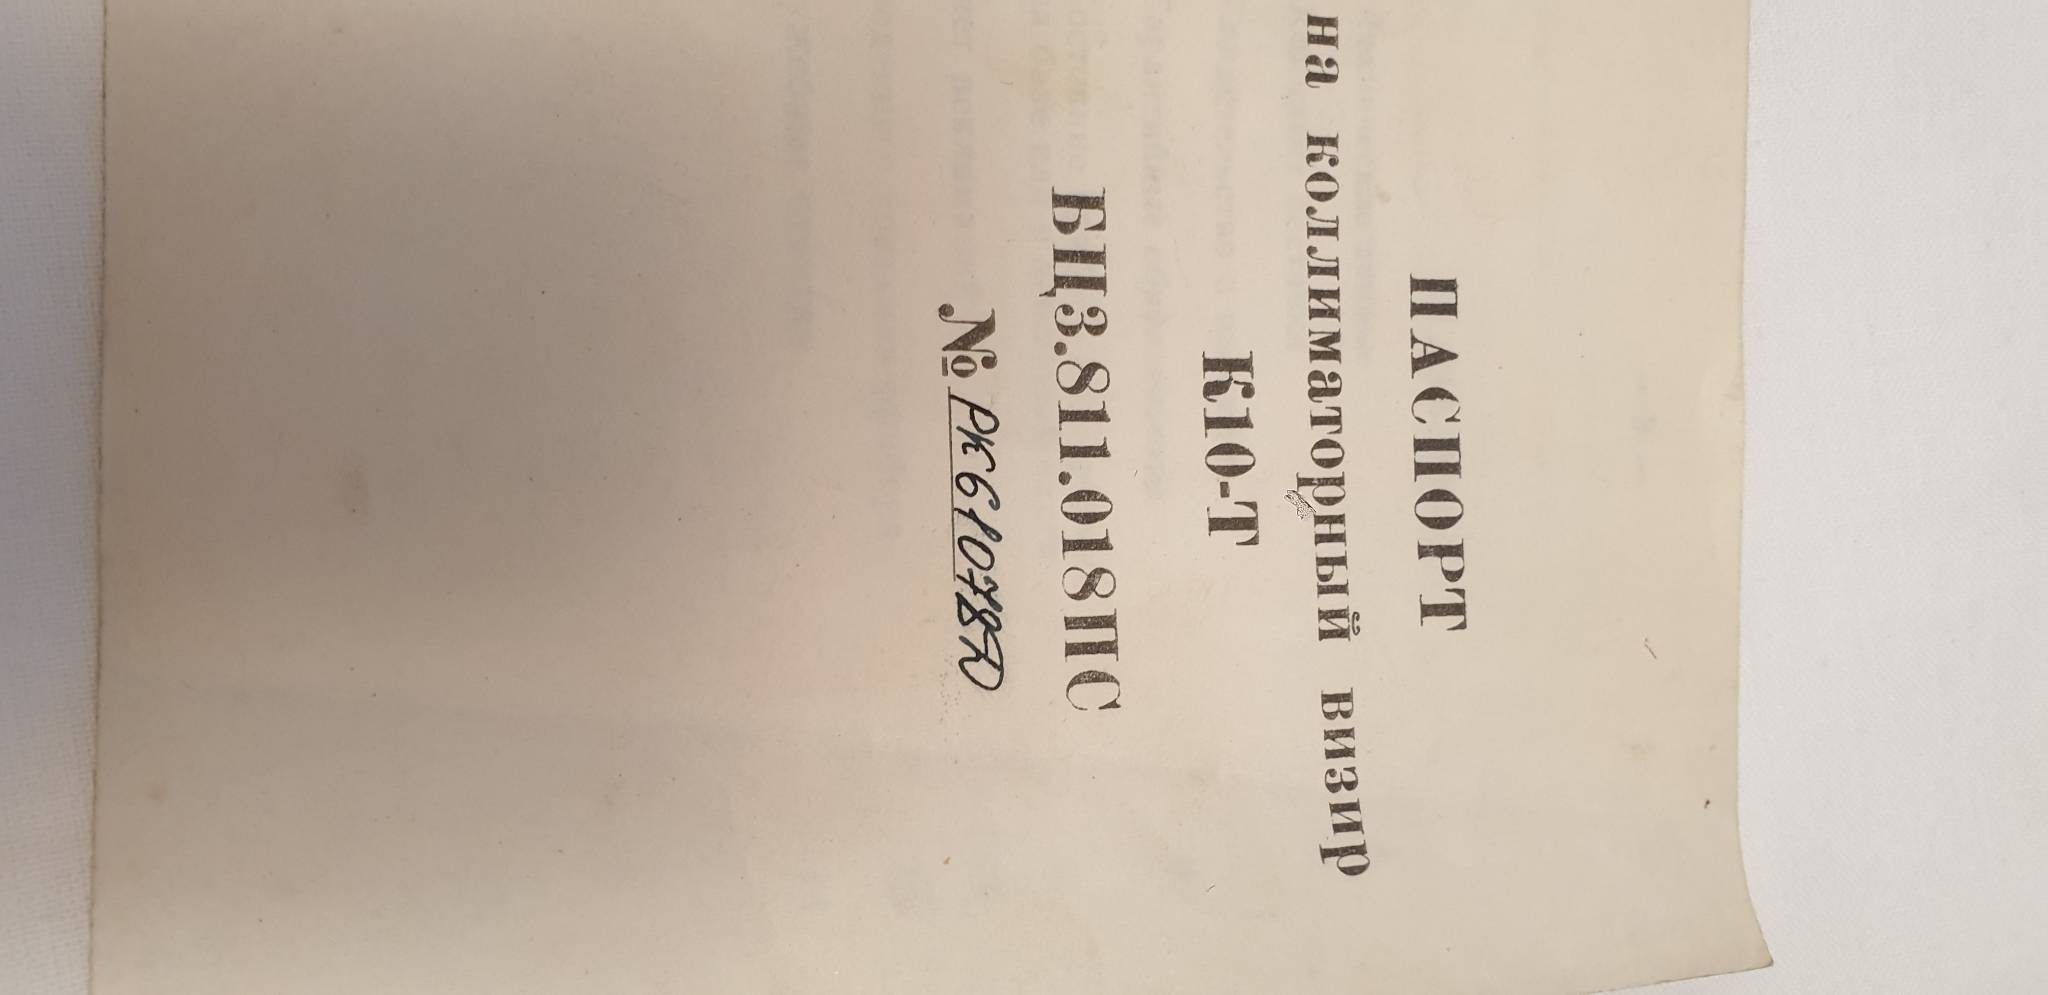 ПАСПОРТ
на коллиматорный визир
К10-Т
БЦ3.811.018ПС
№ РК610787